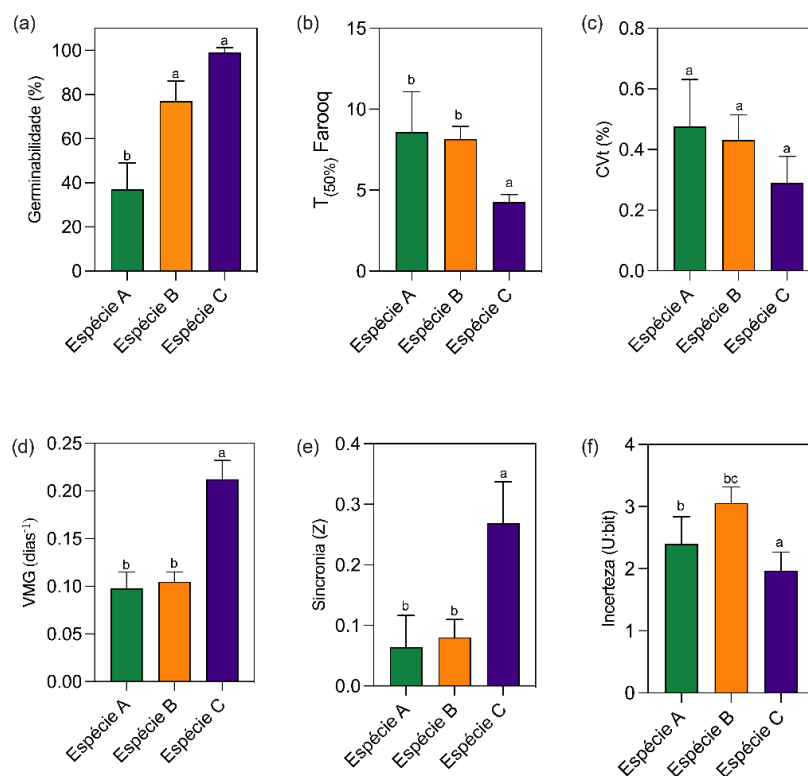 (a)
Germinabilidade (%)
100
80
60
40
20
0
b
a
a
Espécie A
Espécie B
Espécie C
(b)
T(50%) Farooq
15
10
5
0
b
b
a
Espécie A
Espécie B
Espécie C
(c)
CVt (%)
0.8
0.6
0.4
0.2
0.0
a
a
a
Espécie A
Espécie B
Espécie C
(d)
VMG (dias-1)
0.25
0.20
0.15
0.10
0.05
0.00
b
b
a
Espécie A
Espécie B
Espécie C
(e)
Sincronia (Z)
0.4
0.3
0.2
0.1
0.0
b
b
a
Espécie A
Espécie B
Espécie C
(f)
Incerteza (U:bit)
4
3
2
1
0
b
bc
a
Espécie A
Espécie B
Espécie C